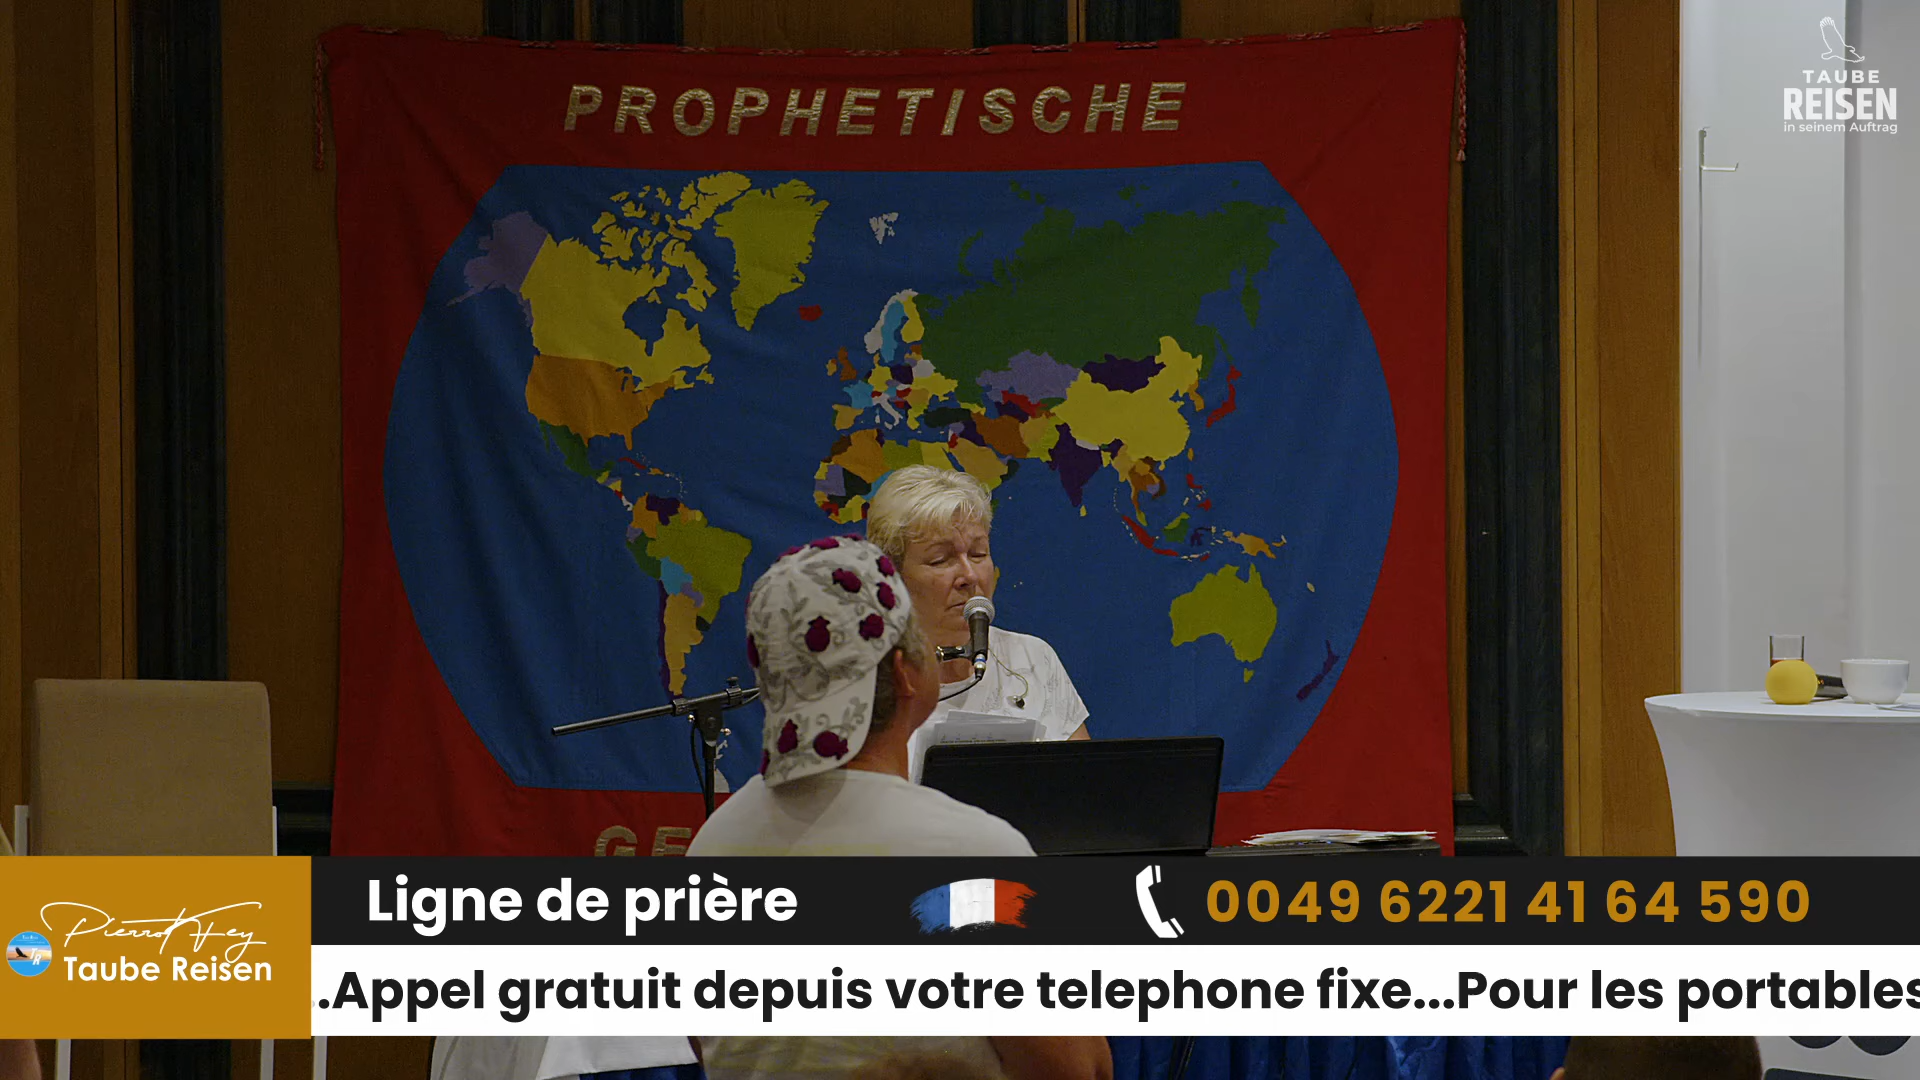 PROPHETISCHE
TAUBE
REISEN
in seinem Auftrag
GE
Pierrot Fey
Taube Reisen
Ligne de prière
0049 6221 41 64 590
..Appel gratuit depuis votre telephone fixe...Pour les portables